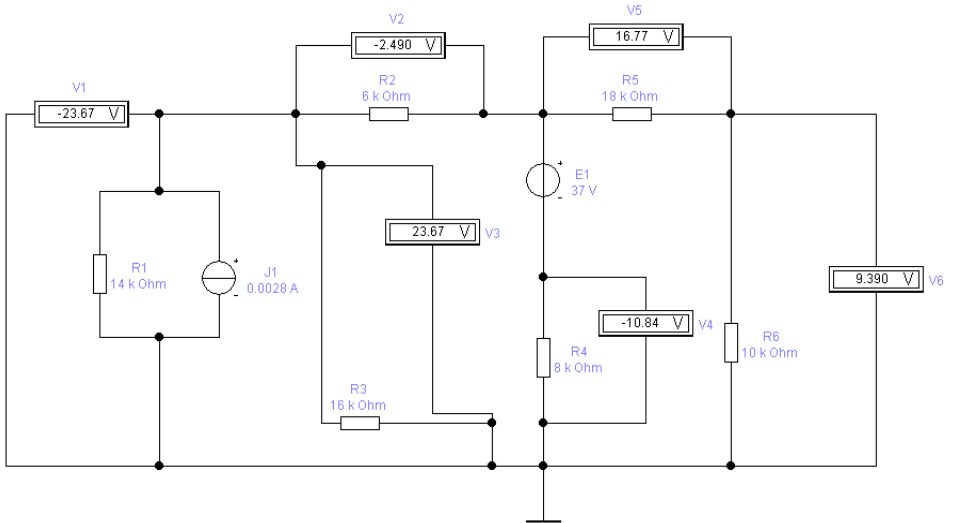 V1
-23.67 V
V2
-2.490 V
R2
6 k Ohm
V5
16.77 V
R5
18 k Ohm
E1
37 V
+
-
23.67 V
V3
R1
14 k Ohm
J1
0.0028 A
+
-
9.390 V
V6
-10.84 V
V4
R4
8 k Ohm
R6
10 k Ohm
R3
16 k Ohm